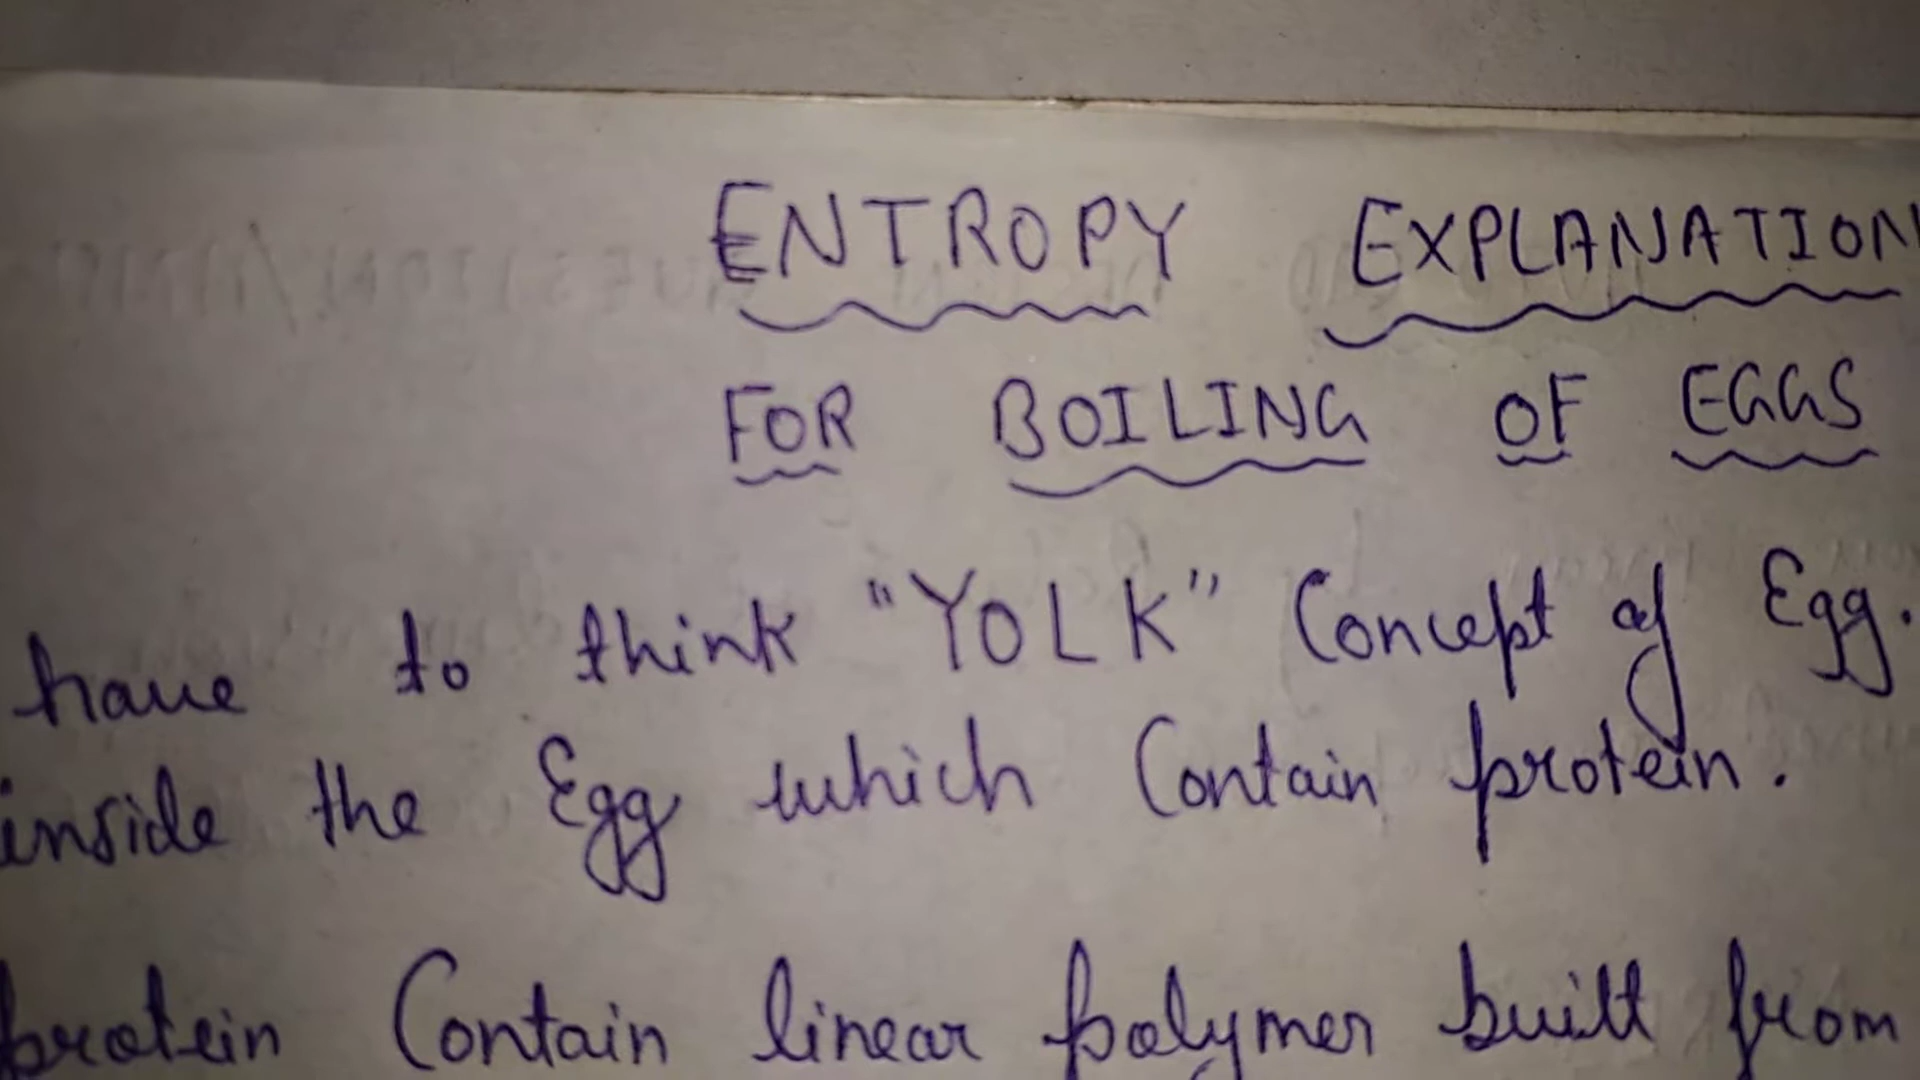 ENTROPY EXPLANATION
FOR BOILING OF EGGS
have to think "YOLK" Concept of Egg.
inside the Egg which Contain protein.
protein Contain linear polymer built from